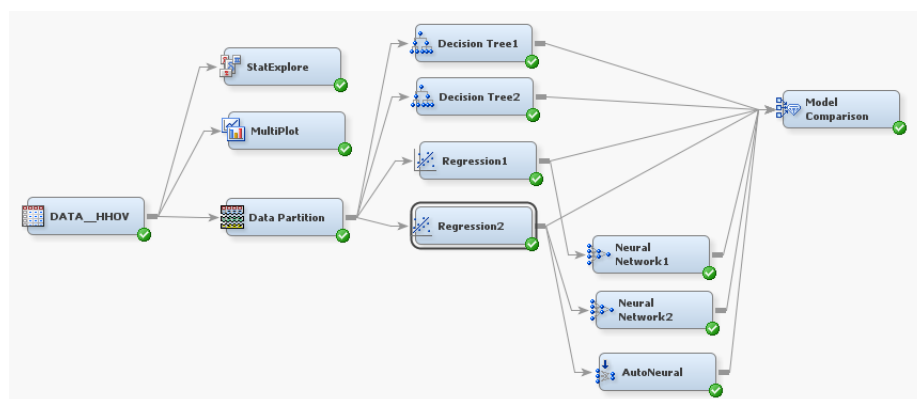 Decision Tree1
StatExplore
Decision Tree2
Model
Comparison
MultiPlot
Regression1
DATA__HHOV
Data Partition
Regression2
Neural
Network1
Neural
Network2
AutoNeural